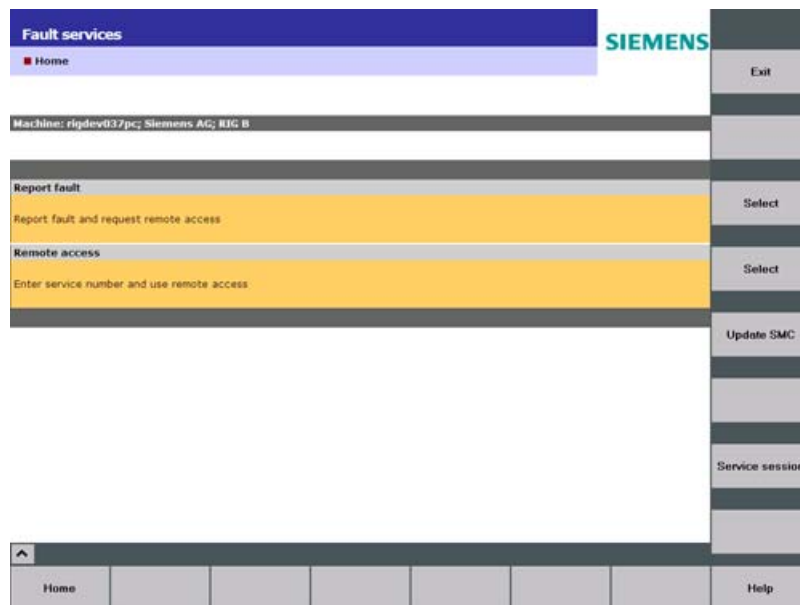 Fault services
SIEMENS
Home
Exit
Machine: rigdev037pc; Siemens AG; RIG B
Report fault
Select
Report fault and request remote access
Remote access
Select
Enter service number and use remote access
Update SMC
Service session
Home
Help